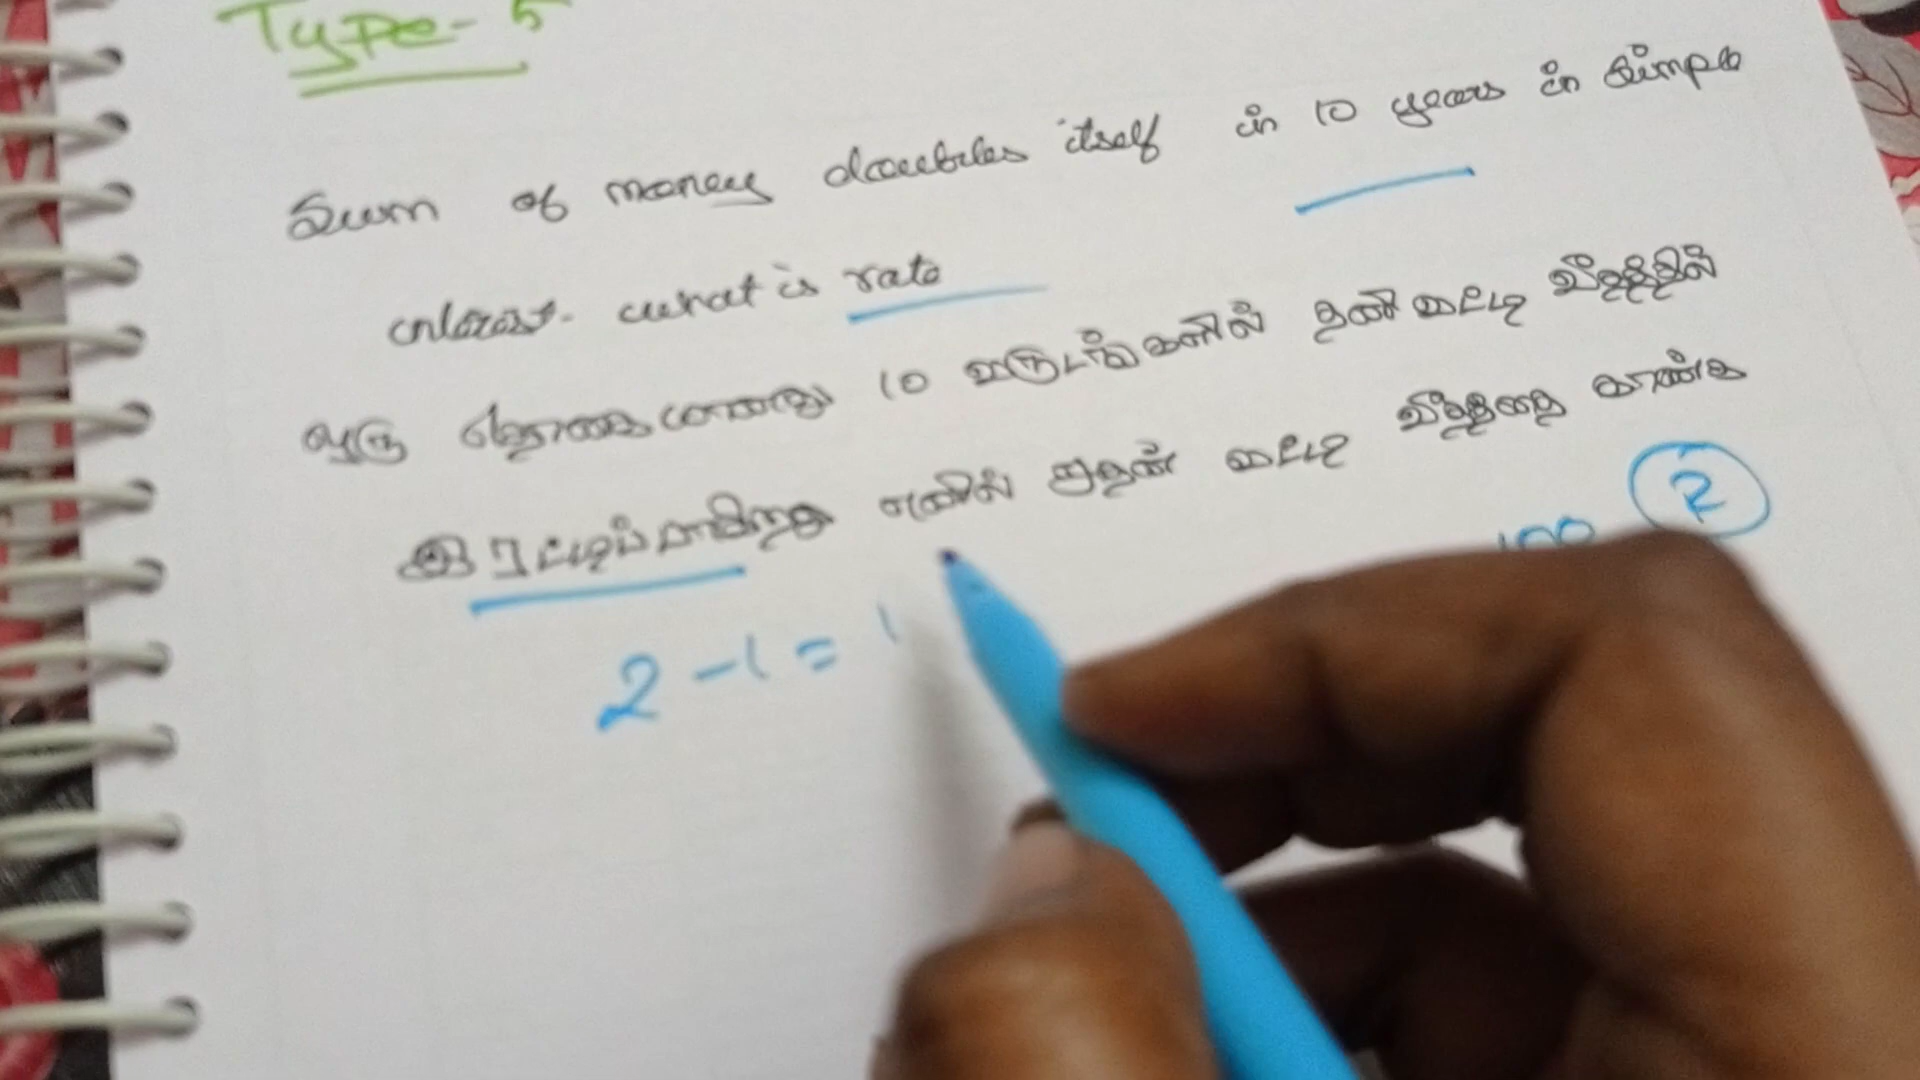 Type- 5
Sum of money doubles itself in 10 years in simple
interest. what is rate
ஒரு தொகையானது 10 வருடங்களில் தனி வட்டி வீதத்தில்
இரட்டிப்பாகிறது எனில் அதன் வட்டி வீதத்தை காண்க
100 2
2 - 1 = 1